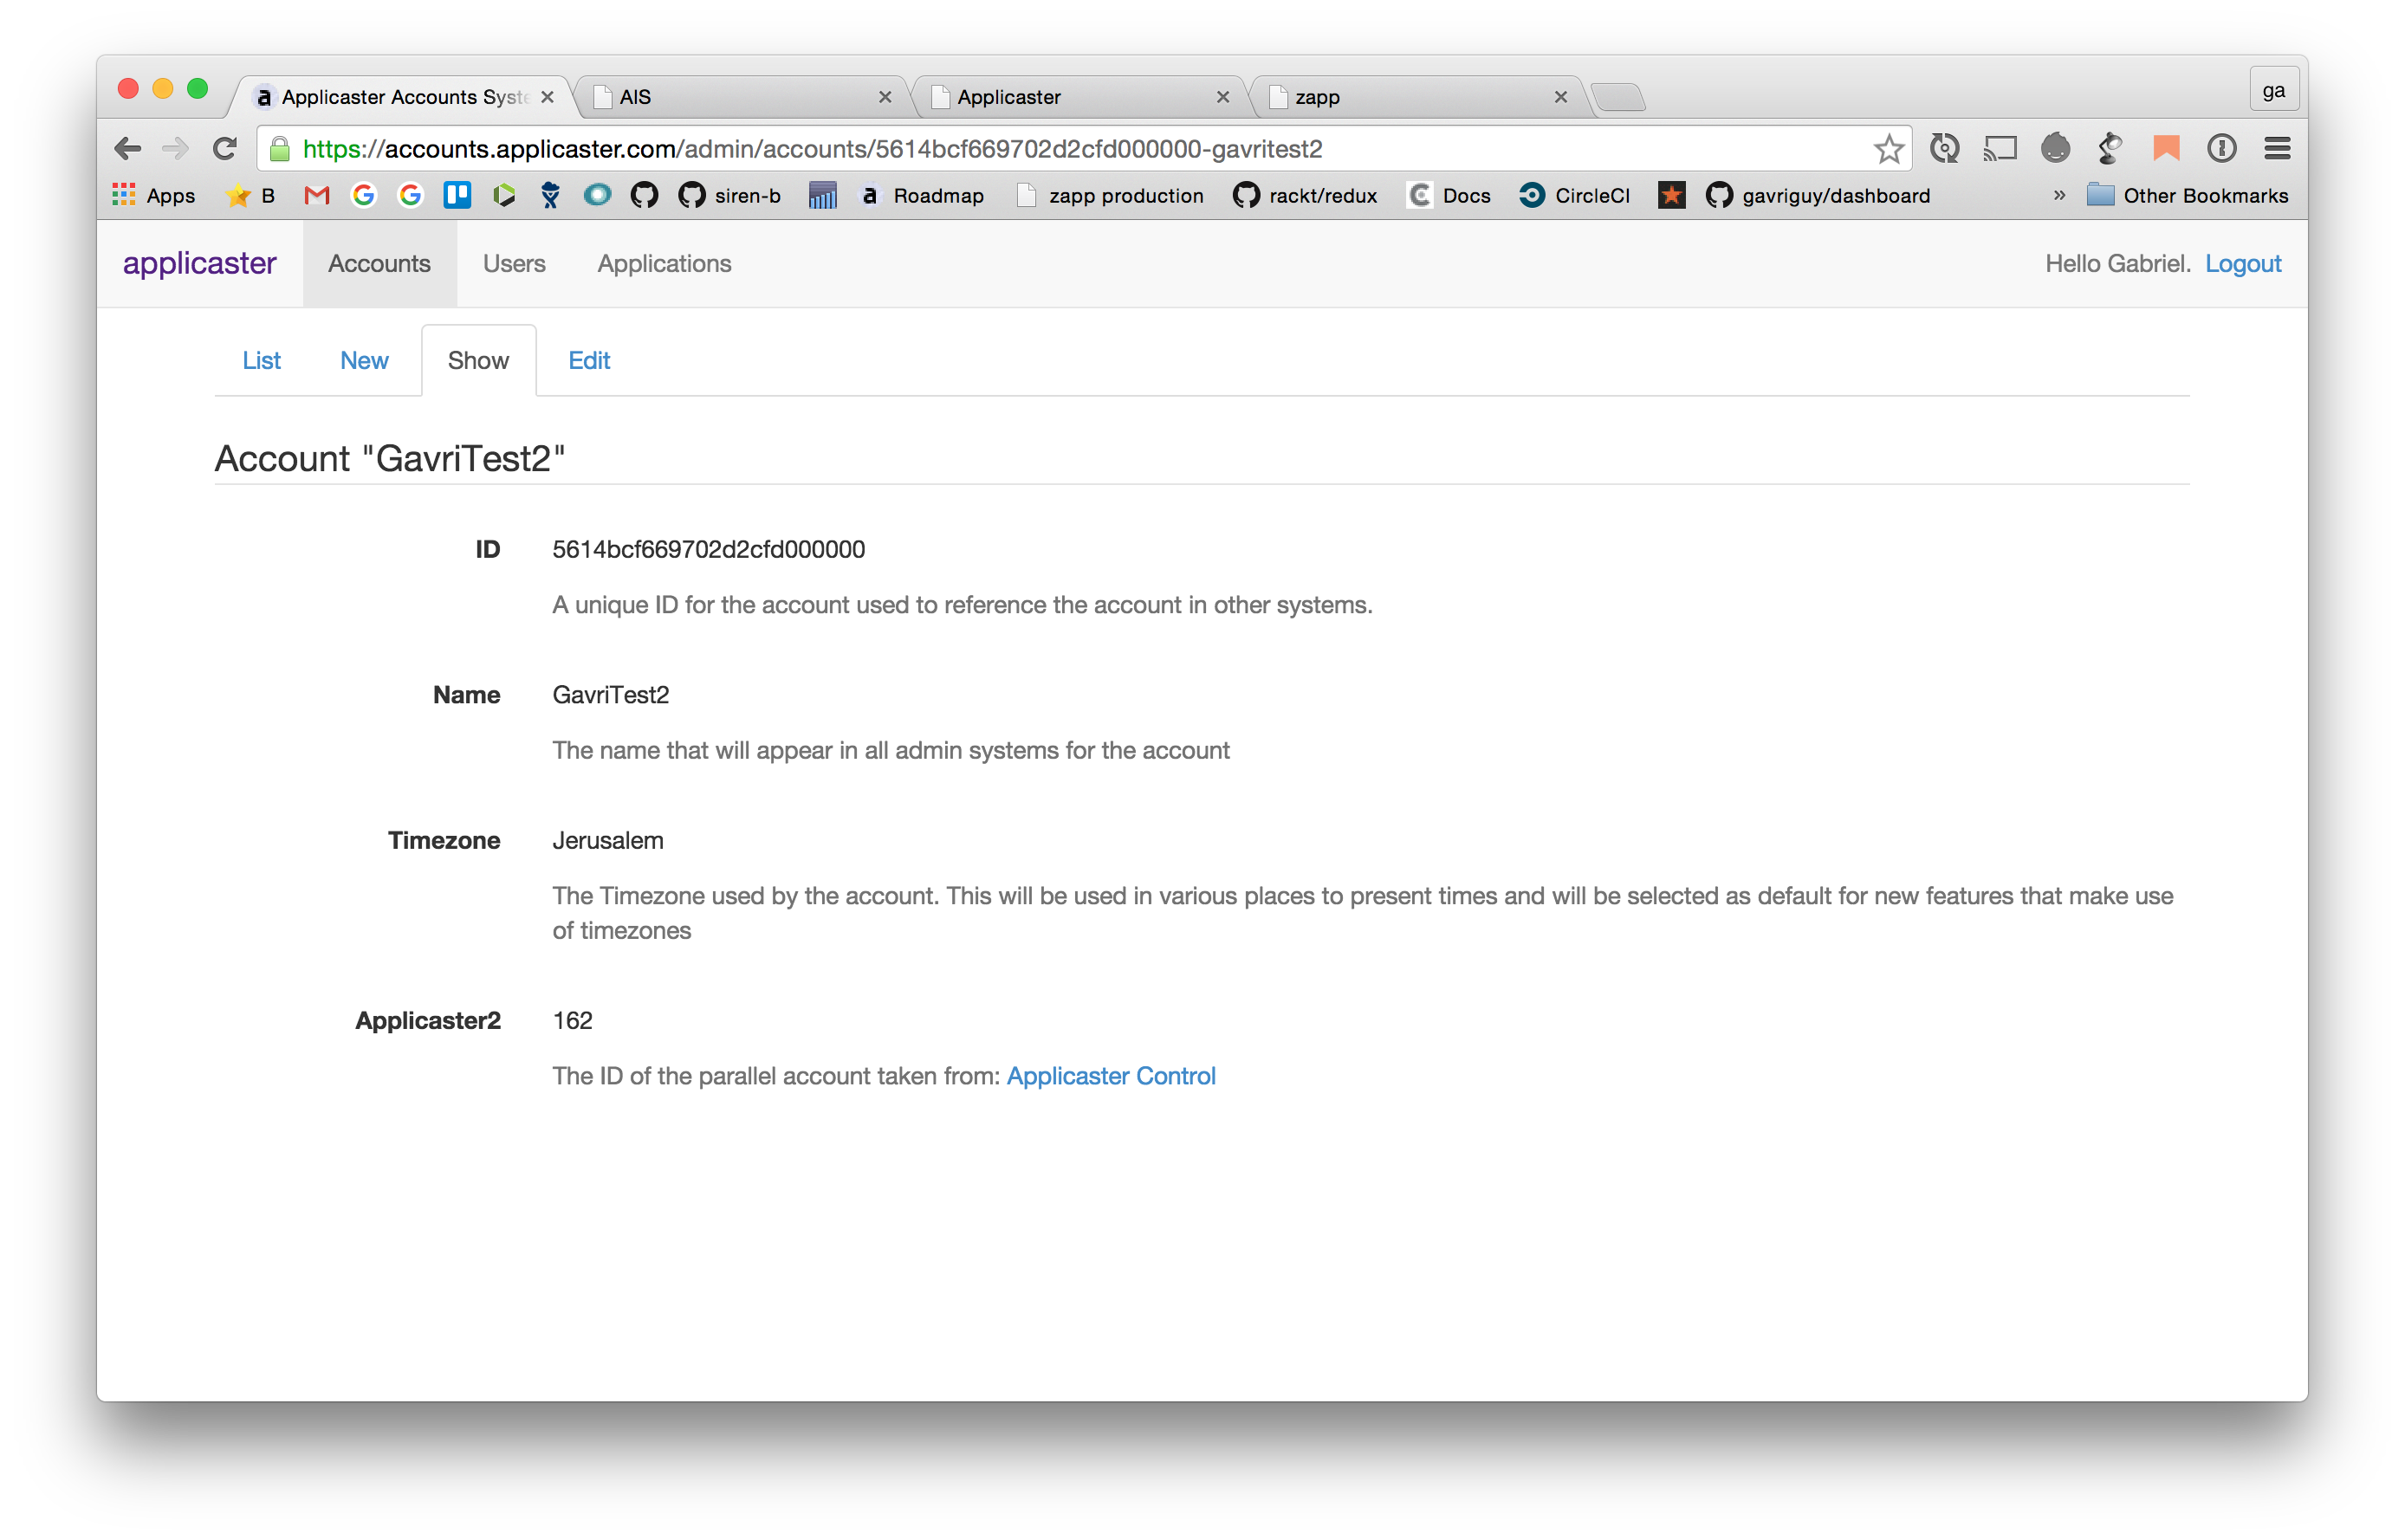 Applicaster Accounts Syste
AIS
Applicaster
zapp
ga
https://accounts.applicaster.com/admin/accounts/5614bcf669702d2cfd000000-gavritest2
Apps B siren-b Roadmap zapp production rackt/redux Docs CircleCI gavriguy/dashboard » Other Bookmarks
applicaster Accounts Users Applications Hello Gabriel. Logout
List New Show Edit
Account "GavriTest2"
ID 5614bcf669702d2cfd000000
A unique ID for the account used to reference the account in other systems.
Name GavriTest2
The name that will appear in all admin systems for the account
Timezone Jerusalem
The Timezone used by the account. This will be used in various places to present times and will be selected as default for new features that make use
of timezones
Applicaster2 162
The ID of the parallel account taken from: Applicaster Control